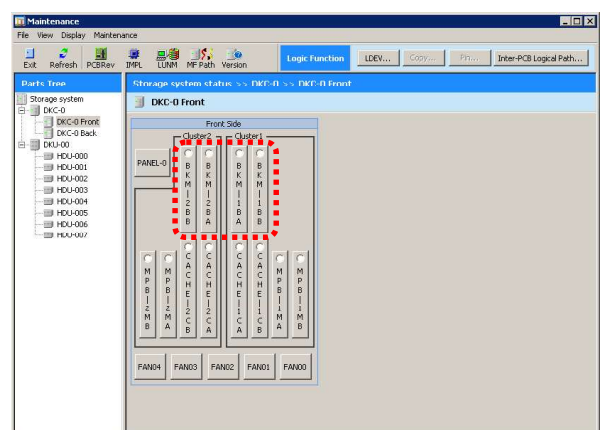 Maintenance
File View Display Maintenance
Exit Refresh PCBRev IMPL LUNM MF Path Version Logic Function LDEV... Copy... Pin... Inter-PCB Logical Path...
Parts Tree
Storage system status >> DKC-0 >> DKC-0 Front
Storage system
DKC-0
DKC-0 Front
DKC-0 Back
DKU-00
HDU-000
HDU-001
HDU-002
HDU-003
HDU-004
HDU-005
HDU-006
HDU-007
DKC-0 Front
Front Side
Cluster2 Cluster1
PANEL-0
BKM|2BB
BKM|2BA
BKM|1BA
BKM|1BB
MPB|2MB
MPB|2MA
CACHE|2CB
CACHE|2CA
CACHE|1CA
CACHE|1CB
MPB|1MA
MPB|1MB
FAN04 FAN03 FAN02 FAN01 FAN00